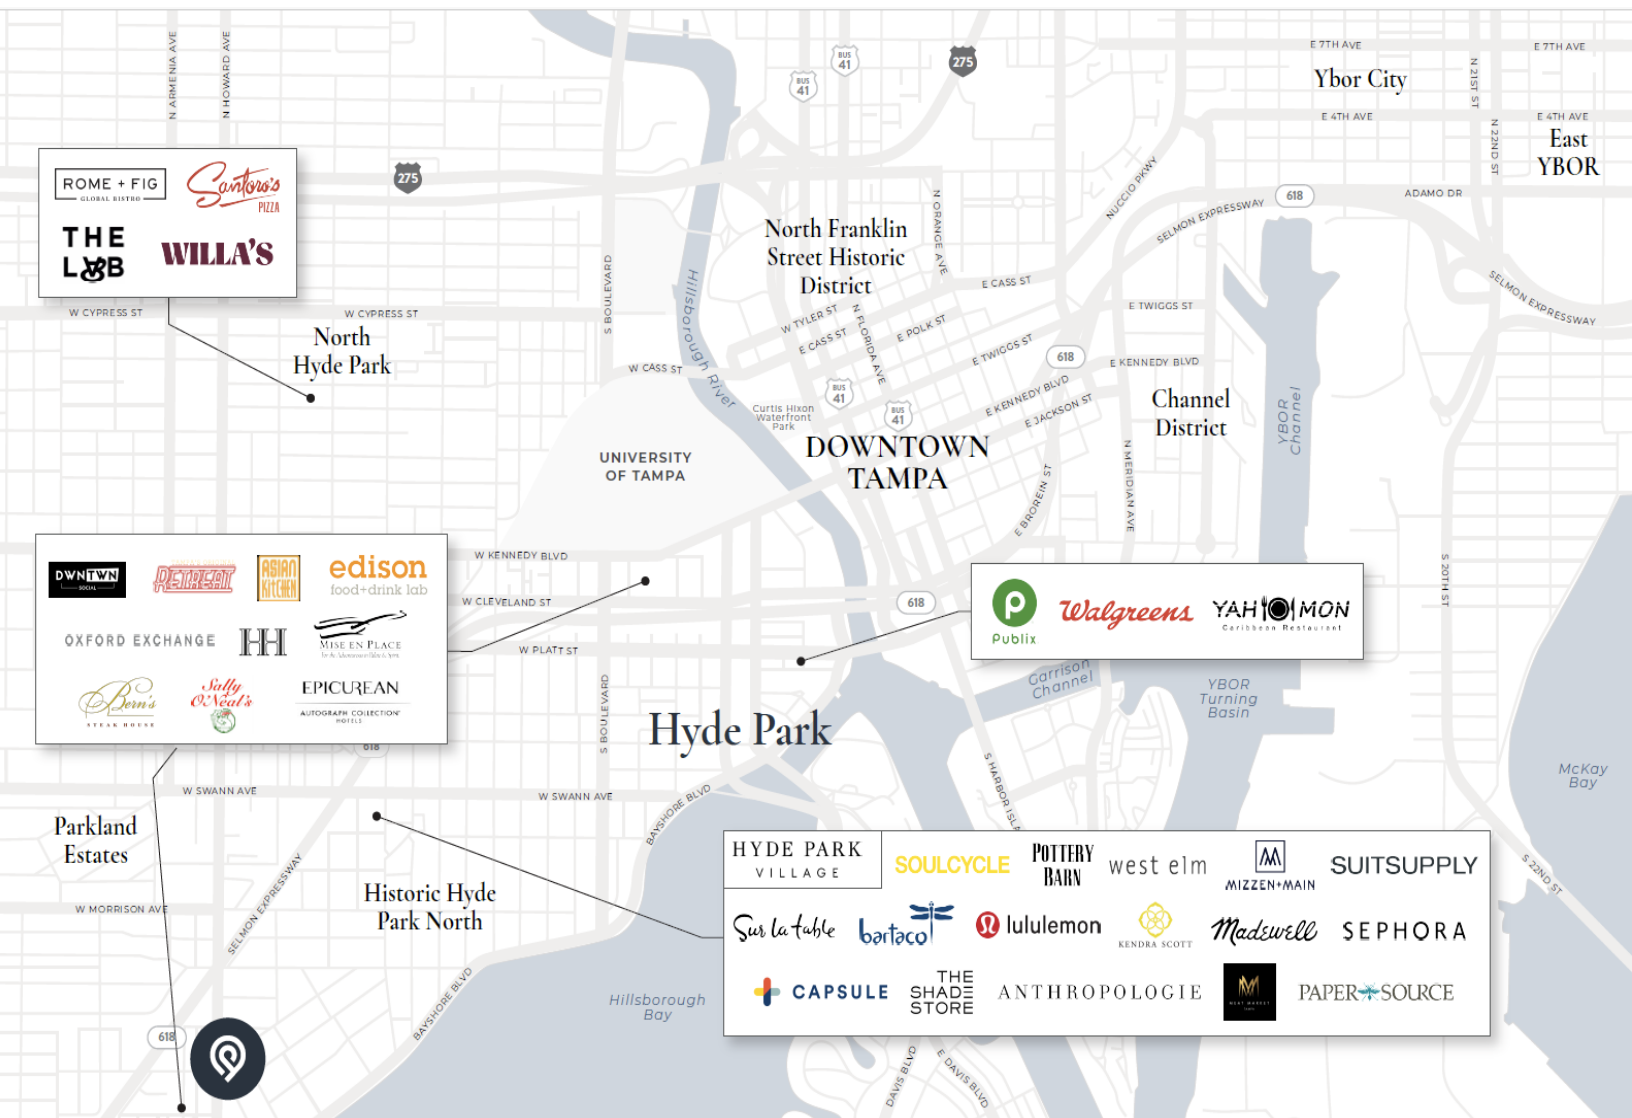 N ARMENIA AVE
N HOWARD AVE
BUS
41
BUS
41
275
E 7TH AVE
E 7TH AVE
Ybor City
N 21ST ST
E 4TH AVE
E 4TH AVE
N 22ND ST
East
YBOR
ROME + FIG
GLOBAL BISTRO
Santoro's
PIZZA
THE
LAB
WILLA'S
275
NUCCIO PKWY
618
ADAMO DR
SELMON EXPRESSWAY
N ORANGE AVE
North Franklin
Street Historic
District
S BOULEVARD
Hillsborough River
E CASS ST
SELMON EXPRESSWAY
W CYPRESS ST
W CYPRESS ST
North
Hyde Park
W TYLER ST
N FLORIDA AVE
E CASS ST
E POLK ST
E TWIGGS ST
E TWIGGS ST
618
E KENNEDY BLVD
W CASS ST
BUS
41
BUS
41
E KENNEDY BLVD
E JACKSON ST
Channel
District
YBOR
Channel
Curtis Hixon
Waterfront
Park
DOWNTOWN
TAMPA
UNIVERSITY
OF TAMPA
N MERIDIAN AVE
E BROREIN ST
DWNTWN
SOCIAL
RETREAT
ASIAN
KITCHEN
edison
food+drink lab
OXFORD EXCHANGE
HH
MISE EN PLACE
Bern's
STEAK HOUSE
Sally
O'Neal's
EPICUREAN
AUTOGRAPH COLLECTION
HOTELS
W KENNEDY BLVD
W CLEVELAND ST
618
W PLATT ST
Publix
Walgreens
YAH MON
Caribbean Restaurant
S 20TH ST
Garrison
Channel
YBOR
Turning
Basin
S BOULEVARD
Hyde Park
618
McKay
Bay
W SWANN AVE
W SWANN AVE
BAYSHORE BLVD
S HARBOR ISLA
Parkland
Estates
W MORRISON AVE
SELMON EXPRESSWAY
Historic Hyde
Park North
HYDE PARK
VILLAGE
SOULCYCLE
POTTERY
BARN
west elm
M
MIZZEN+MAIN
SUITSUPPLY
Sur la table
bartaco
lululemon
KENDRA SCOTT
Madewell
SEPHORA
CAPSULE
THE
SHADE
STORE
ANTHROPOLOGIE
MEAT MARKET
PAPER SOURCE
S 22ND ST
Hillsborough
Bay
BAYSHORE BLVD
618
DAVIS BLVD
E DAVIS BLVD